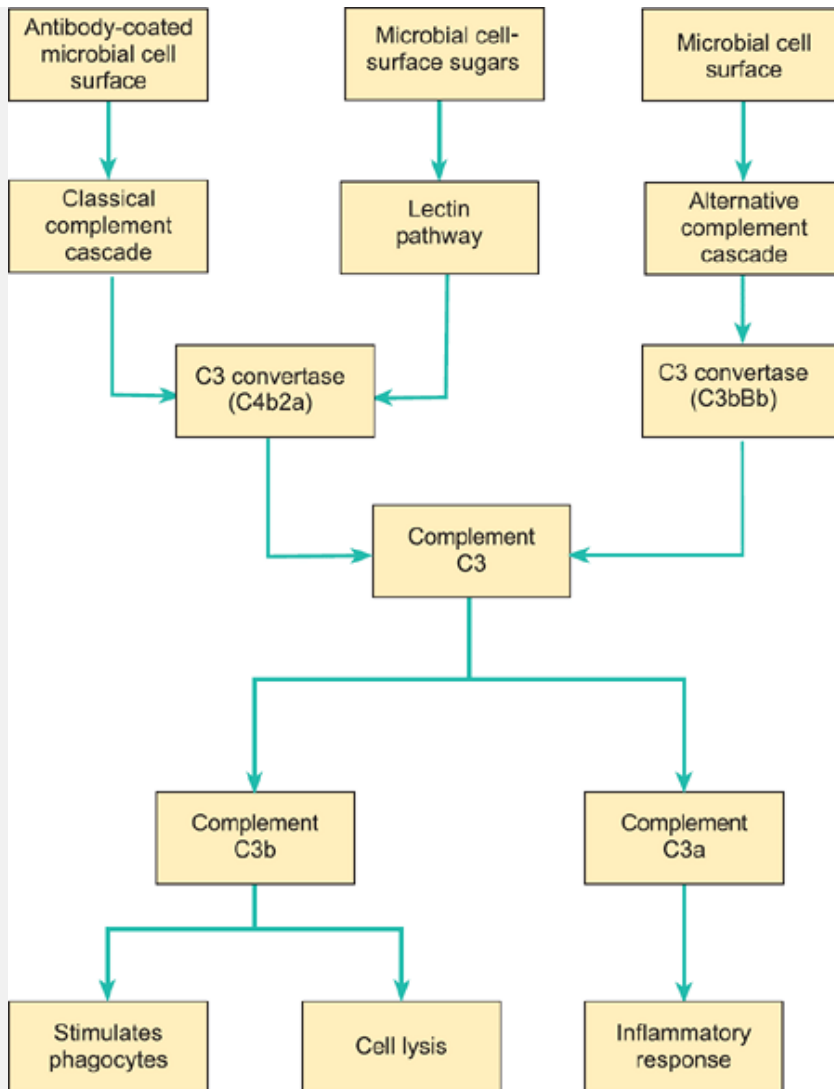 Antibody-coated
microbial cell
surface
Microbial cell-
surface sugars
Microbial cell
surface
Classical
complement
cascade
Lectin
pathway
Alternative
complement
cascade
C3 convertase
(C4b2a)
C3 convertase
(C3bBb)
Complement
C3
Complement
C3b
Complement
C3a
Stimulates
phagocytes
Cell lysis
Inflammatory
response